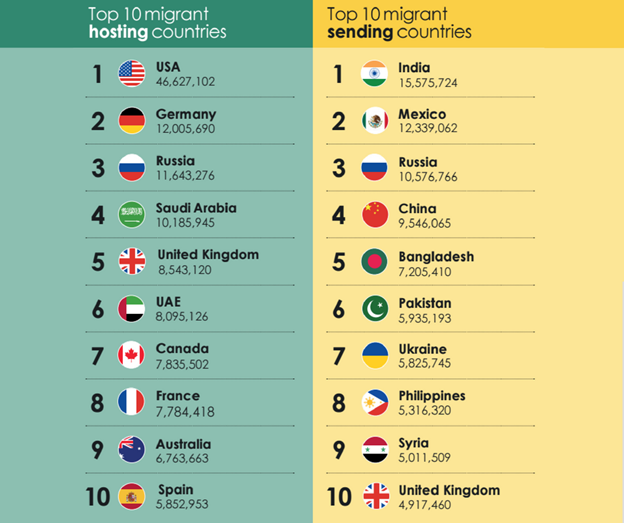 Top 10 migrant
hosting countries
1 USA
46,627,102
2 Germany
12,005,690
3 Russia
11,643,276
4 Saudi Arabia
10,185,945
5 United Kingdom
8,543,120
6 UAE
8,095,126
7 Canada
7,835,502
8 France
7,784,418
9 Australia
6,763,663
10 Spain
5,852,953
Top 10 migrant
sending countries
1 India
15,575,724
2 Mexico
12,339,062
3 Russia
10,576,766
4 China
9,546,065
5 Bangladesh
7,205,410
6 Pakistan
5,935,193
7 Ukraine
5,825,745
8 Philippines
5,316,320
9 Syria
5,011,509
10 United Kingdom
4,917,460